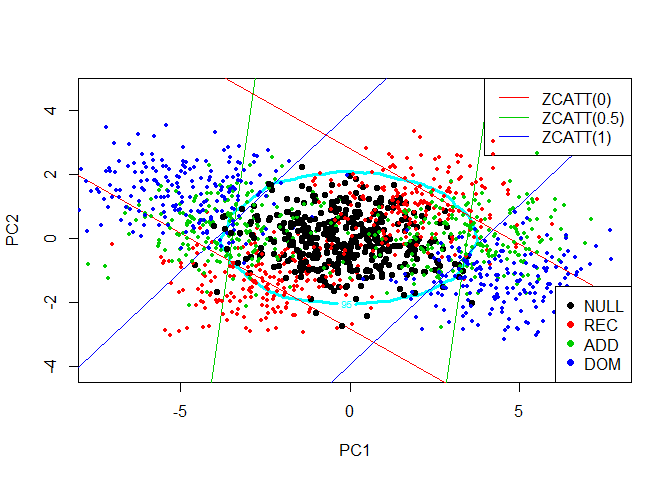 ZCATT(0)
ZCATT(0.5)
ZCATT(1)
4
2
0
-2
-4
PC2
95
NULL
REC
ADD
DOM
-5
0
5
PC1